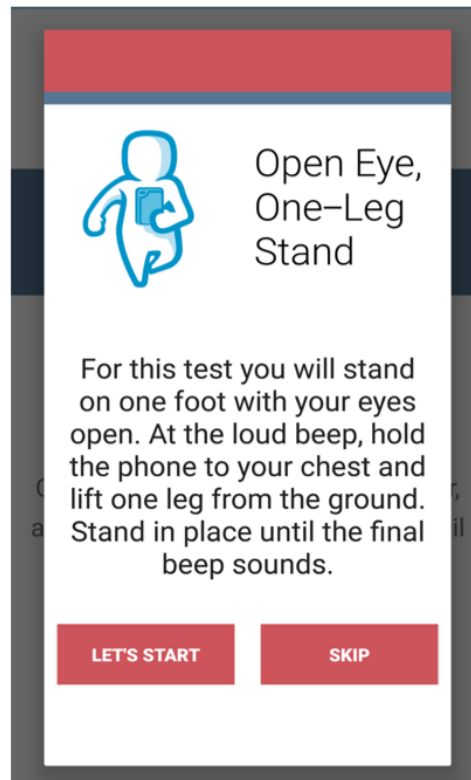 Open Eye,
One–Leg
Stand
For this test you will stand
on one foot with your eyes
open. At the loud beep, hold
the phone to your chest and
lift one leg from the ground.
Stand in place until the final
beep sounds.
LET'S START
SKIP